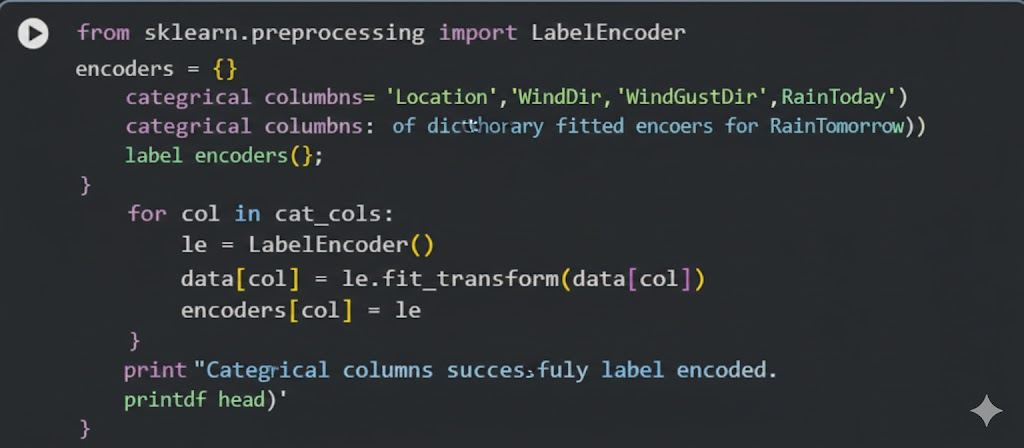 from sklearn.preprocessing import LabelEncoder
encoders = {}
categrical columbns= 'Location','WindDir,'WindGustDir',RainToday')
categrical columbns: of fitted encoers for RainTomorrow))
label encoders{};
}
for col in cat_cols:
le = LabelEncoder()
data[col] = le.fit_transform(data[col])
encoders[col] = le
}
print "Categrical columns succesfuly label encoded.
printdf head)'
}